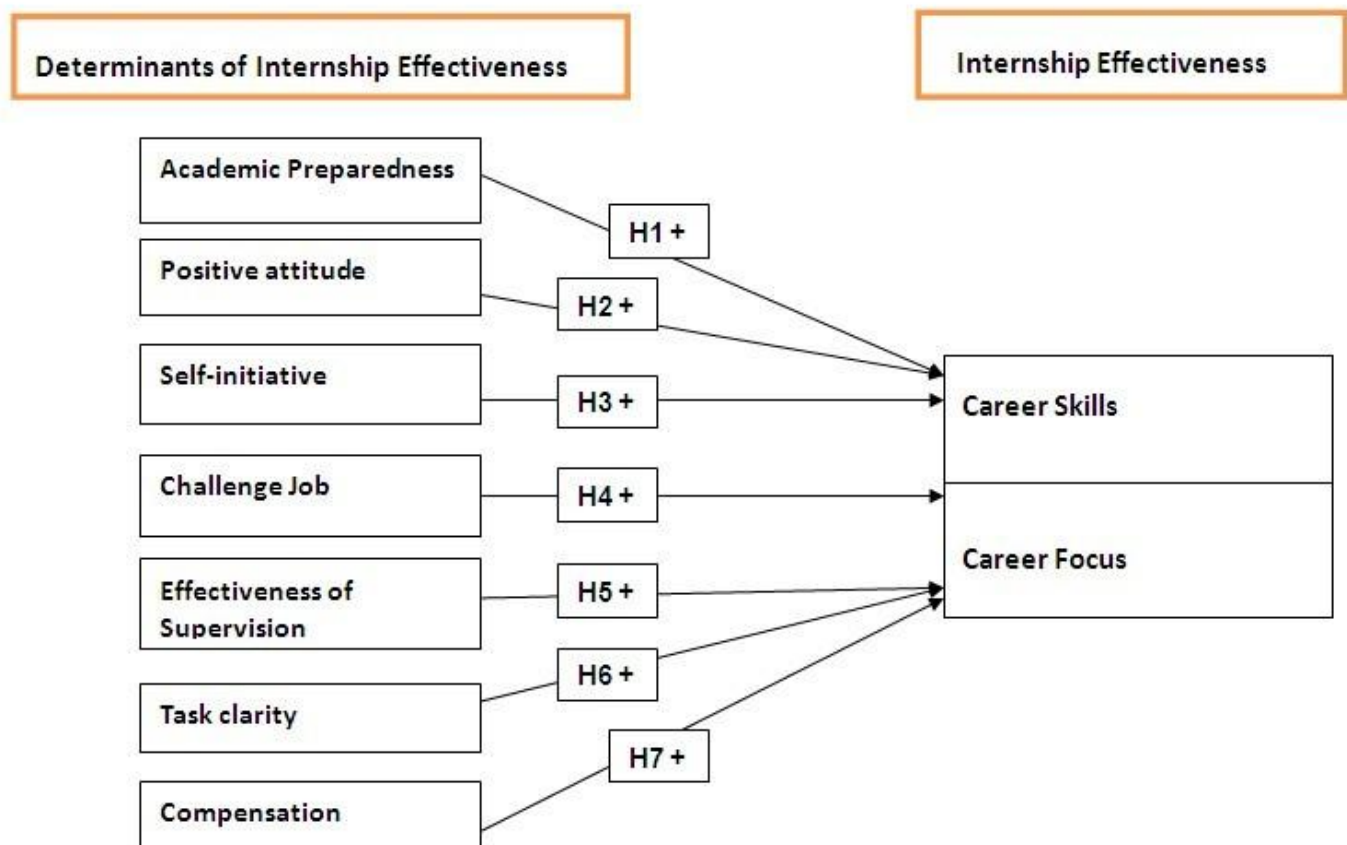 Determinants of Internship Effectiveness
Internship Effectiveness
Academic Preparedness
H1 +
Positive attitude
H2 +
Self-initiative
H3 +
Career Skills
Challenge Job
H4 +
Career Focus
Effectiveness of
Supervision
H5 +
H6 +
Task clarity
H7 +
Compensation